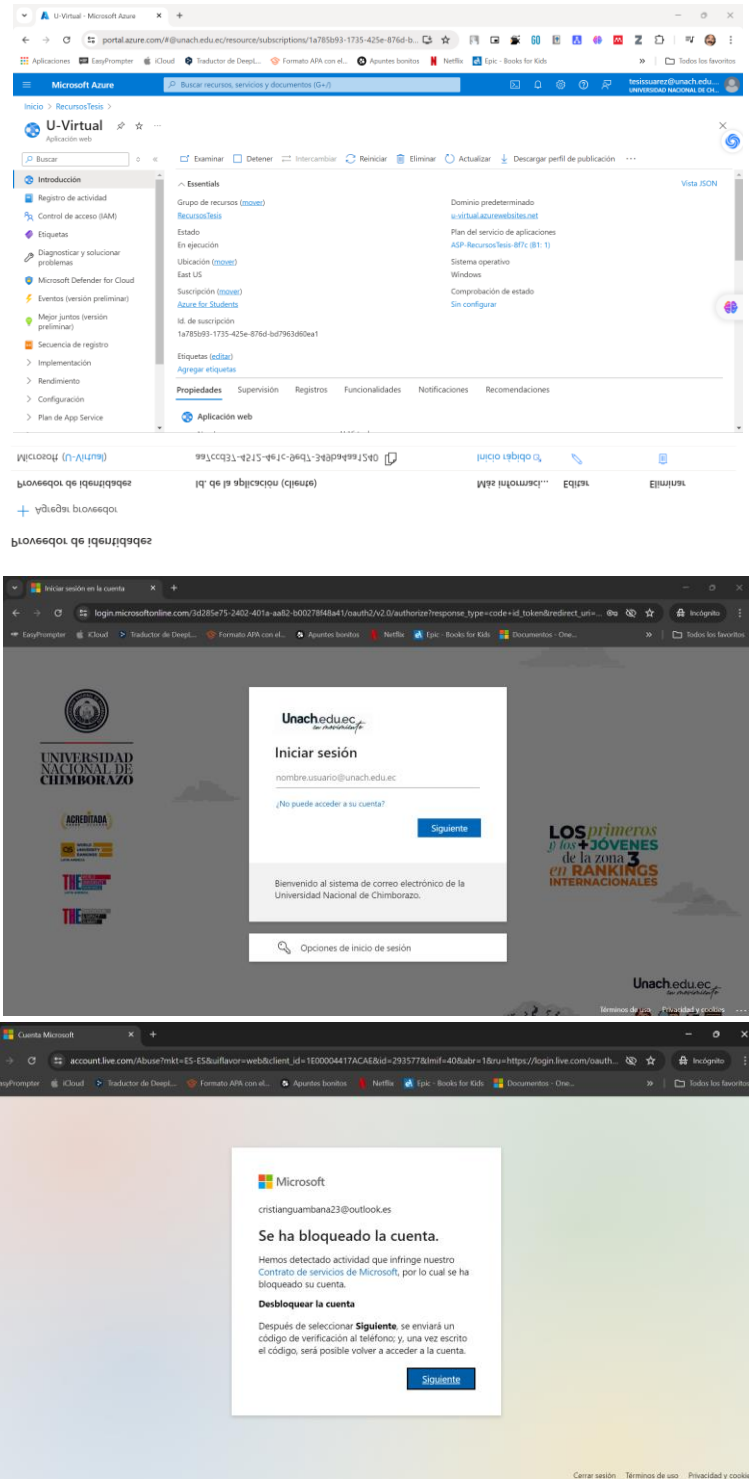 U-Virtual - Microsoft Azure
portal.azure.com/#@unach.edu.ec/resource/subscriptions/1a785b93-1735-425e-876d-b...
Aplicaciones EasyPrompter iCloud Traductor de DeepL... Formato APA con el... Apuntes bonitos Netflix Epic - Books for Kids » Todos los favoritos
Microsoft Azure Buscar recursos, servicios y documentos (G+/) tesissuarez@unach.edu...
UNIVERSIDAD NACIONAL DE CH...
Inicio > RecursosTesis >
U-Virtual
Aplicación web
Buscar
Examinar Detener Intercambiar Reiniciar Eliminar Actualizar Descargar perfil de publicación ...
Introducción
Registro de actividad
Control de acceso (IAM)
Etiquetas
Diagnosticar y solucionar
problemas
Microsoft Defender for Cloud
Eventos (versión preliminar)
Mejor juntos (versión
preliminar)
Secuencia de registro
Implementación
Rendimiento
Configuración
Plan de App Service
Essentials Vista JSON
Grupo de recursos (mover)
RecursosTesis
Estado
En ejecución
Ubicación (mover)
East US
Suscripción (mover)
Azure for Students
Id. de suscripción
1a785b93-1735-425e-876d-bd7963d60ea1
Etiquetas (editar)
Agregar etiquetas
Dominio predeterminado
u-virtual.azurewebsites.net
Plan del servicio de aplicaciones
ASP-RecursosTesis-8f7c (B1: 1)
Sistema operativo
Windows
Comprobación de estado
Sin configurar
Propiedades Supervisión Registros Funcionalidades Notificaciones Recomendaciones
Aplicación web
Microsoft (U-Virtual) aa7ccd37-4512-4e1c-9ed7-349ba4aa1240 Inicio rápido
Proveedor de identidades Id. de la aplicación (cliente) Más informaci... Editar Eliminar
Agregar proveedor
Proveedor de identidades
Iniciar sesión en la cuenta
login.microsoftonline.com/3d285e75-2402-401a-aa82-b00278f48a41/oauth2/v2.0/authorize?response_type=code+id_token&redirect_uri=... Incógnito
EasyPrompter iCloud Traductor de DeepL... Formato APA con el... Apuntes bonitos Netflix Epic - Books for Kids Documentos - One... » Todos los favoritos
UNIVERSIDAD
NACIONAL DE
CHIMBORAZO
ACREDITADA
QS WORLD
UNIVERSITY
RANKINGS
THE
THE
Unach.edu.ec
en movimiento
Iniciar sesión
nombre.usuario@unach.edu.ec
¿No puede acceder a su cuenta?
Siguiente
Bienvenido al sistema de correo electrónico de la
Universidad Nacional de Chimborazo.
Opciones de inicio de sesión
LOS primeros
y los +JÓVENES
de la zona 3
en RANKINGS
INTERNACIONALES
Unach.edu.ec
en movimiento
Términos de uso Privacidad y cookies ...
Cuenta Microsoft
account.live.com/Abuse?mkt=ES-ES&uiflavor=web&client_id=1E00004417ACAE&id=293577&lmif=40&abr=1&ru=https://login.live.com/oauth... Incógnito
asyPrompter iCloud Traductor de DeepL... Formato APA con el... Apuntes bonitos Netflix Epic - Books for Kids Documentos - One... » Todos los favoritos
Microsoft
cristianguambana23@outlook.es
Se ha bloqueado la cuenta.
Hemos detectado actividad que infringe nuestro
Contrato de servicios de Microsoft, por lo cual se ha
bloqueado su cuenta.
Desbloquear la cuenta
Después de seleccionar Siguiente, se enviará un
código de verificación al teléfono; y, una vez escrito
el código, será posible volver a acceder a la cuenta.
Siguiente
Cerrar sesión Términos de uso Privacidad y cookie